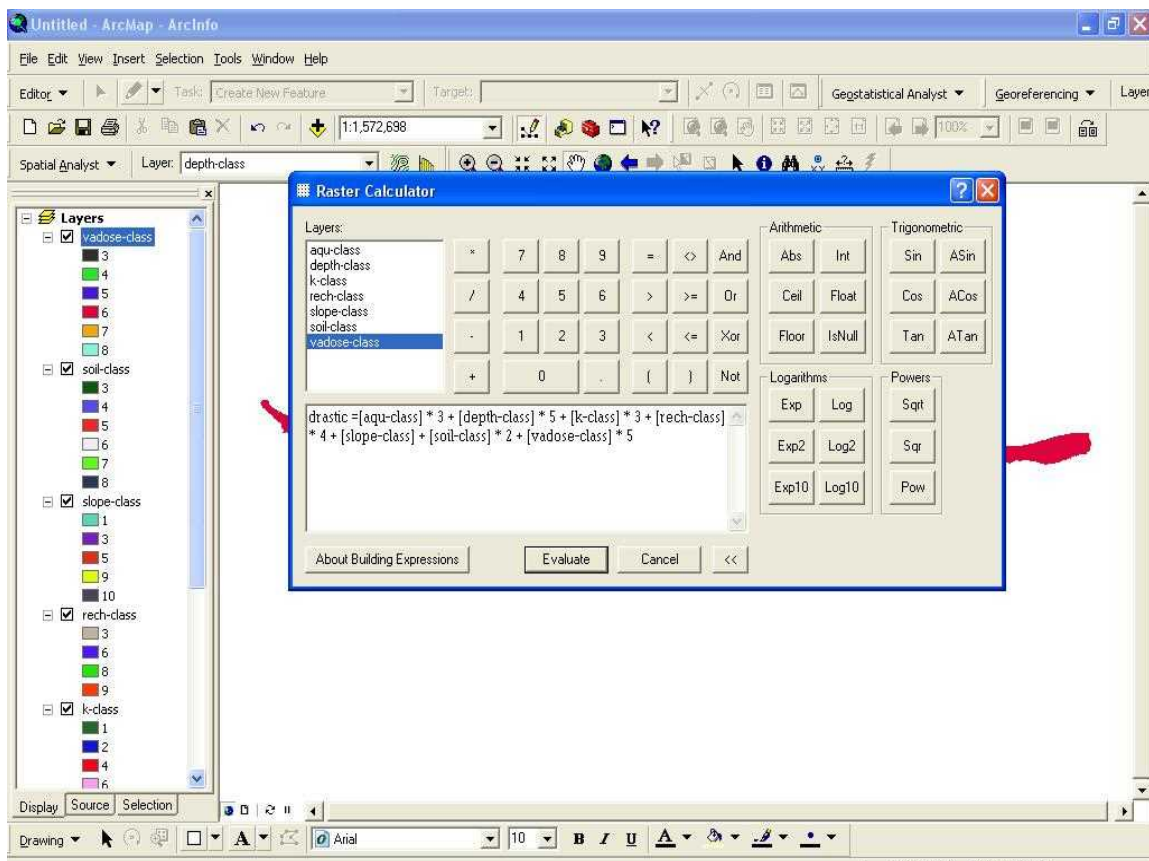 Untitled - ArcMap - ArcInfo
File Edit View Insert Selection Tools Window Help
Editor Task: Create New Feature Target: Geostatistical Analyst Georeferencing Layer
1:1,572,698 100%
Spatial Analyst Layer: depth-class
Layers
vadose-class
3
4
5
6
7
8
soil-class
3
4
5
6
7
8
slope-class
1
3
5
9
10
rech-class
3
6
8
9
k-class
1
2
4
6
Display Source Selection
Raster Calculator
Layers:
aqu-class
depth-class
k-class
rech-class
slope-class
soil-class
vadose-class
* 7 8 9 = <> And
/ 4 5 6 > >= Or
- 1 2 3 < <= Xor
+ 0 . ( ) Not
Arithmetic
Abs Int
Ceil Float
Floor IsNull
Trigonometric
Sin ASin
Cos ACos
Tan ATan
Logarithms
Exp Log
Exp2 Log2
Exp10 Log10
Powers
Sqrt
Sqr
Pow
drastic =[aqu-class] * 3 + [depth-class] * 5 + [k-class] * 3 + [rech-class]
* 4 + [slope-class] + [soil-class] * 2 + [vadose-class] * 5
About Building Expressions Evaluate Cancel <<
Drawing A Arial 10 B I U A